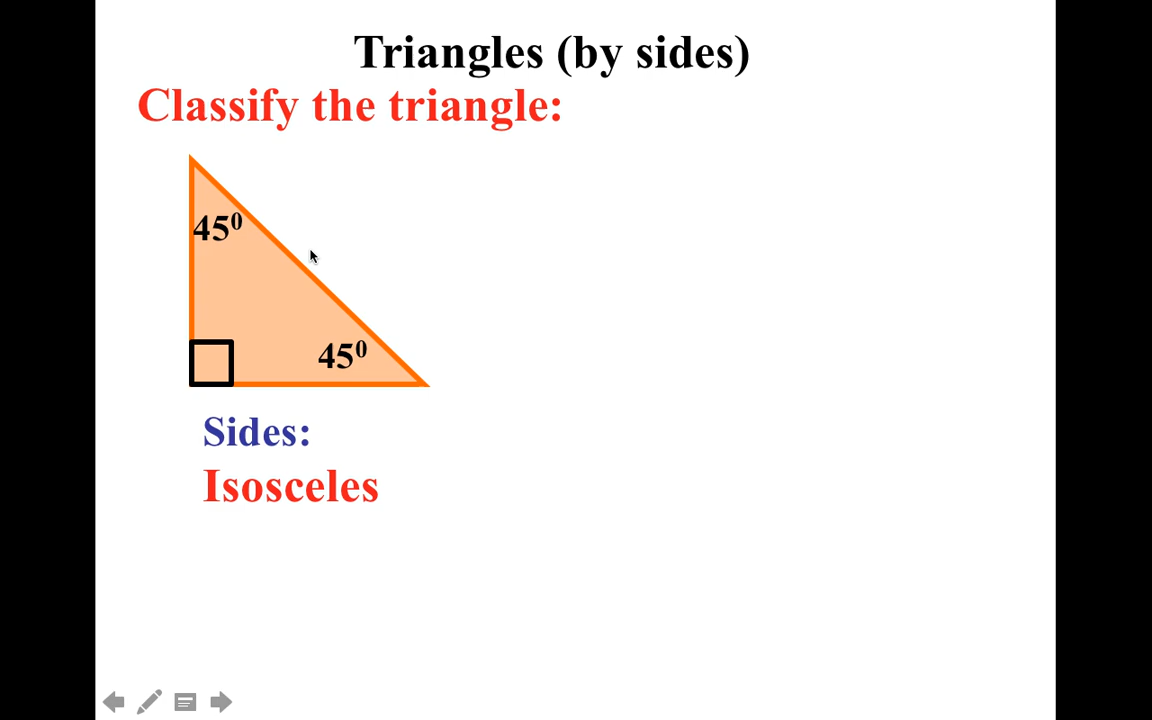 Triangles (by sides)
Classify the triangle:
45⁰
45⁰
Sides:
Isosceles